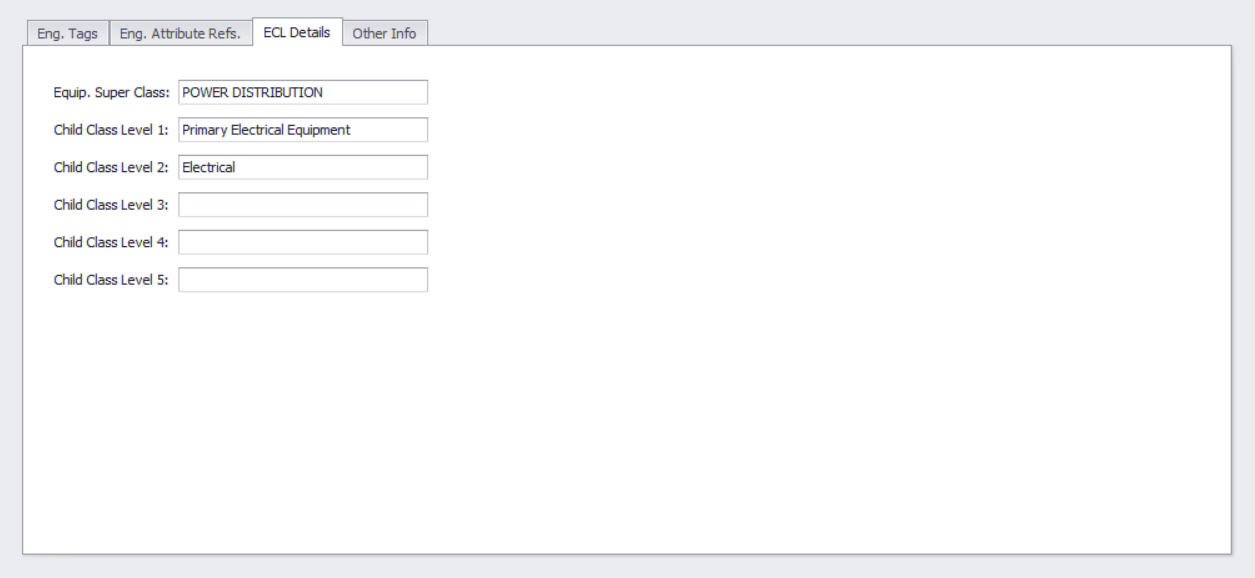 Eng. Tags Eng. Attribute Refs. ECL Details Other Info
Equip. Super Class: POWER DISTRIBUTION
Child Class Level 1: Primary Electrical Equipment
Child Class Level 2: Electrical
Child Class Level 3:
Child Class Level 4:
Child Class Level 5: